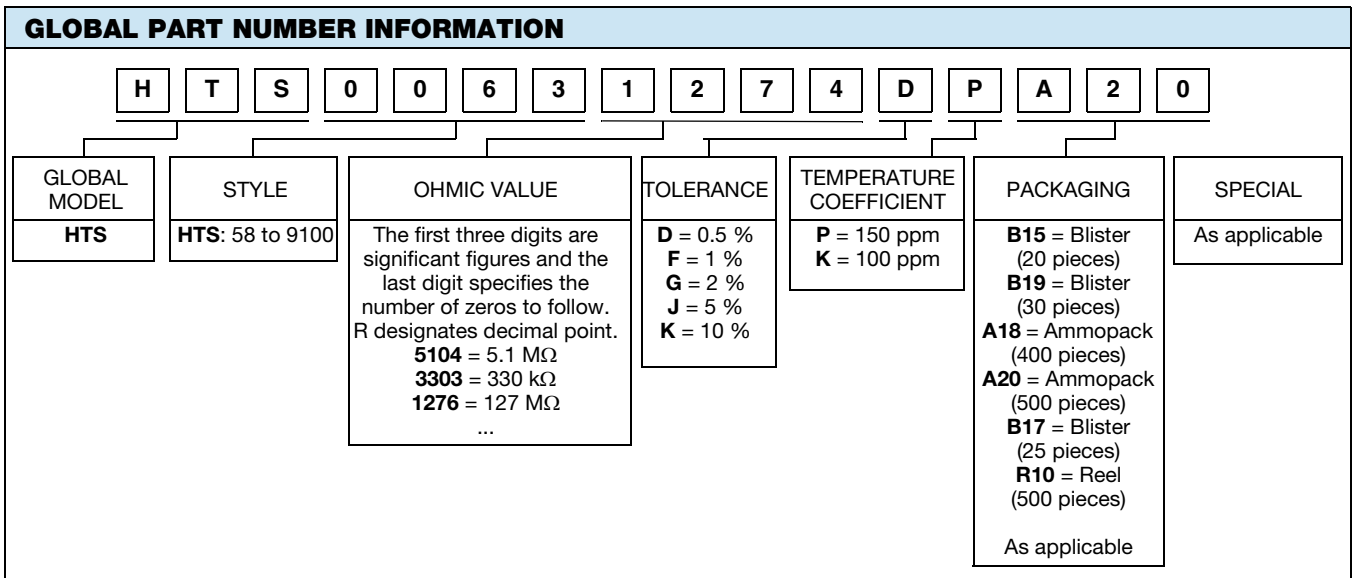 GLOBAL PART NUMBER INFORMATION
H T S 0 0 6 3 1 2 7 4 D P A 2 0
GLOBAL
MODEL
HTS
STYLE
HTS: 58 to 9100
OHMIC VALUE
The first three digits are
significant figures and the
last digit specifies the
number of zeros to follow.
R designates decimal point.
5104 = 5.1 MΩ
3303 = 330 kΩ
1276 = 127 MΩ
...
TOLERANCE
D = 0.5 %
F = 1 %
G = 2 %
J = 5 %
K = 10 %
TEMPERATURE
COEFFICIENT
P = 150 ppm
K = 100 ppm
PACKAGING
B15 = Blister
(20 pieces)
B19 = Blister
(30 pieces)
A18 = Ammopack
(400 pieces)
A20 = Ammopack
(500 pieces)
B17 = Blister
(25 pieces)
R10 = Reel
(500 pieces)
As applicable
SPECIAL
As applicable